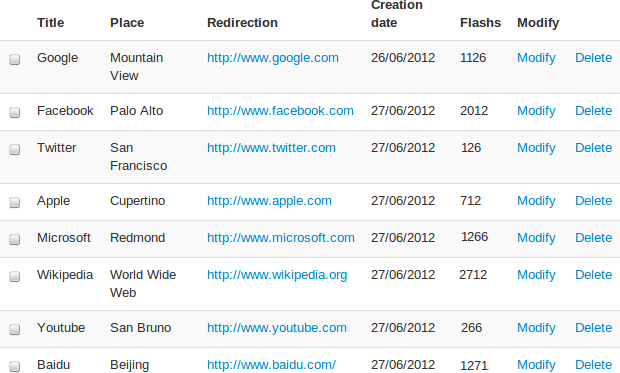 Creation
Title Place Redirection date Flashs Modify
Google Mountain http://www.google.com 26/06/2012 1126 Modify Delete
View
Facebook Palo Alto http://www.facebook.com 27/06/2012 2012 Modify Delete
Twitter San http://www.twitter.com 27/06/2012 126 Modify Delete
Francisco
Apple Cupertino http://www.apple.com 27/06/2012 712 Modify Delete
Microsoft Redmond http://www.microsoft.com 27/06/2012 1266 Modify Delete
Wikipedia World Wide http://www.wikipedia.org 27/06/2012 2712 Modify Delete
Web
Youtube San Bruno http://www.youtube.com 27/06/2012 266 Modify Delete
Baidu Beijing http://www.baidu.com/ 27/06/2012 1271 Modify Delete